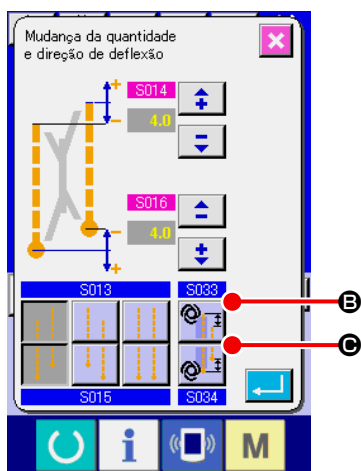 Mudança da quantidade
e direção de deflexão
S014
4.0
S016
4.0
S013
S033
B
C
S015
S034
i
M